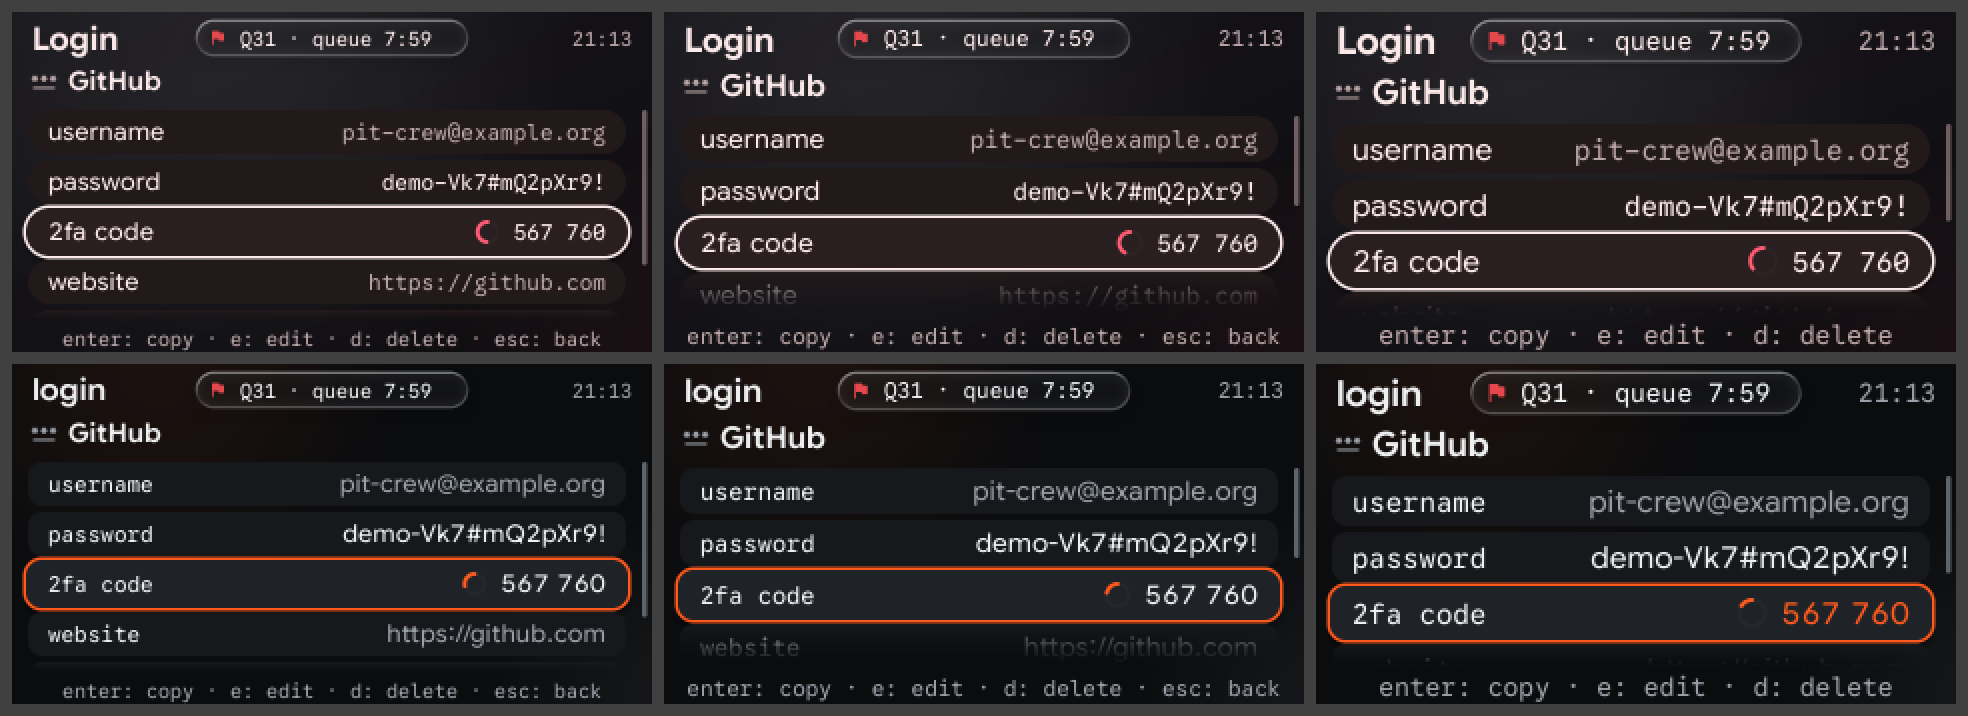 Login
Q31 · queue 7:59
21:13
GitHub
username pit-crew@example.org
password demo-Vk7#mQ2pXr9!
2fa code 567 760
website https://github.com
enter: copy · e: edit · d: delete · esc: back
Login
Q31 · queue 7:59
21:13
GitHub
username pit-crew@example.org
password demo-Vk7#mQ2pXr9!
2fa code 567 760
website https://github.com
enter: copy · e: edit · d: delete · esc: back
Login
Q31 · queue 7:59
21:13
GitHub
username pit-crew@example.org
password demo-Vk7#mQ2pXr9!
2fa code 567 760
enter: copy · e: edit · d: delete
login
Q31 · queue 7:59
21:13
GitHub
username pit-crew@example.org
password demo-Vk7#mQ2pXr9!
2fa code 567 760
website https://github.com
enter: copy · e: edit · d: delete · esc: back
login
Q31 · queue 7:59
21:13
GitHub
username pit-crew@example.org
password demo-Vk7#mQ2pXr9!
2fa code 567 760
website https://github.com
enter: copy · e: edit · d: delete · esc: back
login
Q31 · queue 7:59
21:13
GitHub
username pit-crew@example.org
password demo-Vk7#mQ2pXr9!
2fa code 567 760
enter: copy · e: edit · d: delete